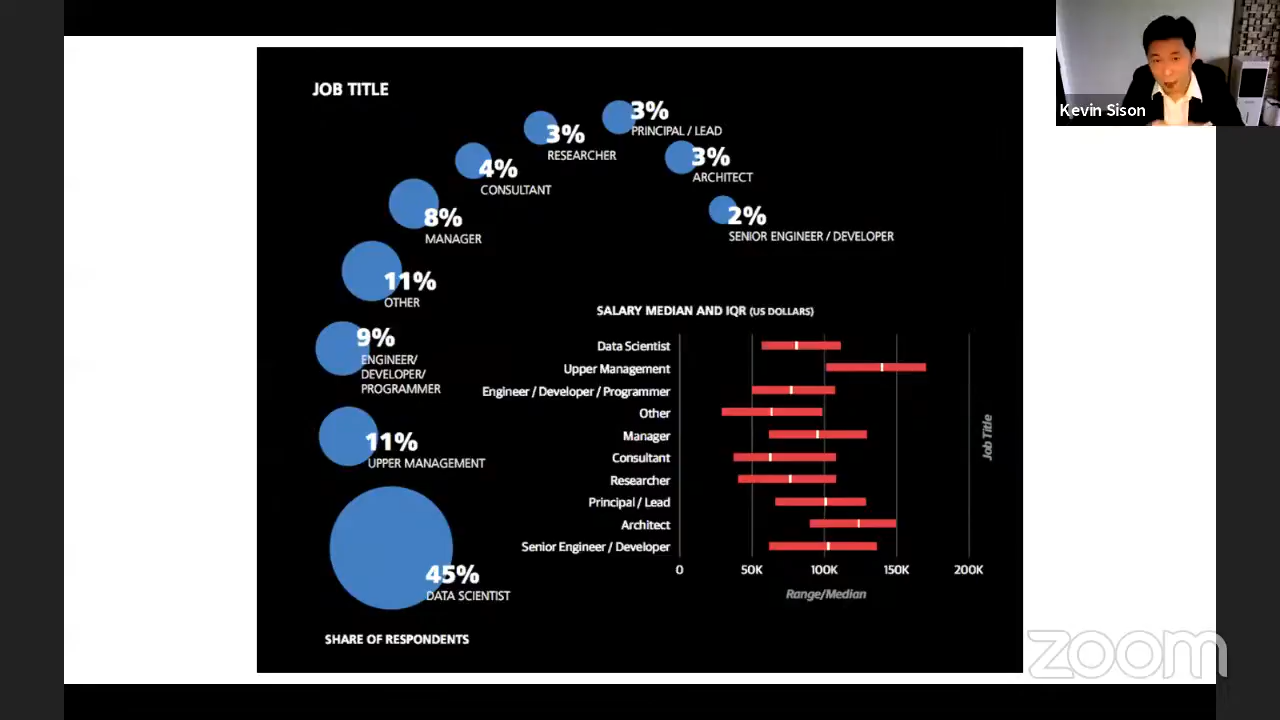 Kevin Sison
JOB TITLE
3%
PRINCIPAL / LEAD
3%
RESEARCHER
3%
ARCHITECT
4%
CONSULTANT
8%
MANAGER
2%
SENIOR ENGINEER / DEVELOPER
11%
OTHER
9%
ENGINEER/
DEVELOPER/
PROGRAMMER
11%
UPPER MANAGEMENT
45%
DATA SCIENTIST
SHARE OF RESPONDENTS
SALARY MEDIAN AND IQR (US DOLLARS)
Data Scientist
Upper Management
Engineer / Developer / Programmer
Other
Manager
Consultant
Researcher
Principal / Lead
Architect
Senior Engineer / Developer
0 50K 100K 150K 200K
Range/Median
Job Title
zoom